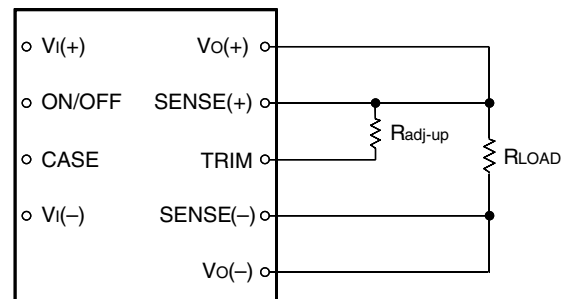 VI(+) VO(+)
ON/OFF SENSE(+)
Radj-up
RLOAD
CASE TRIM
VI(–) SENSE(–)
VO(–)